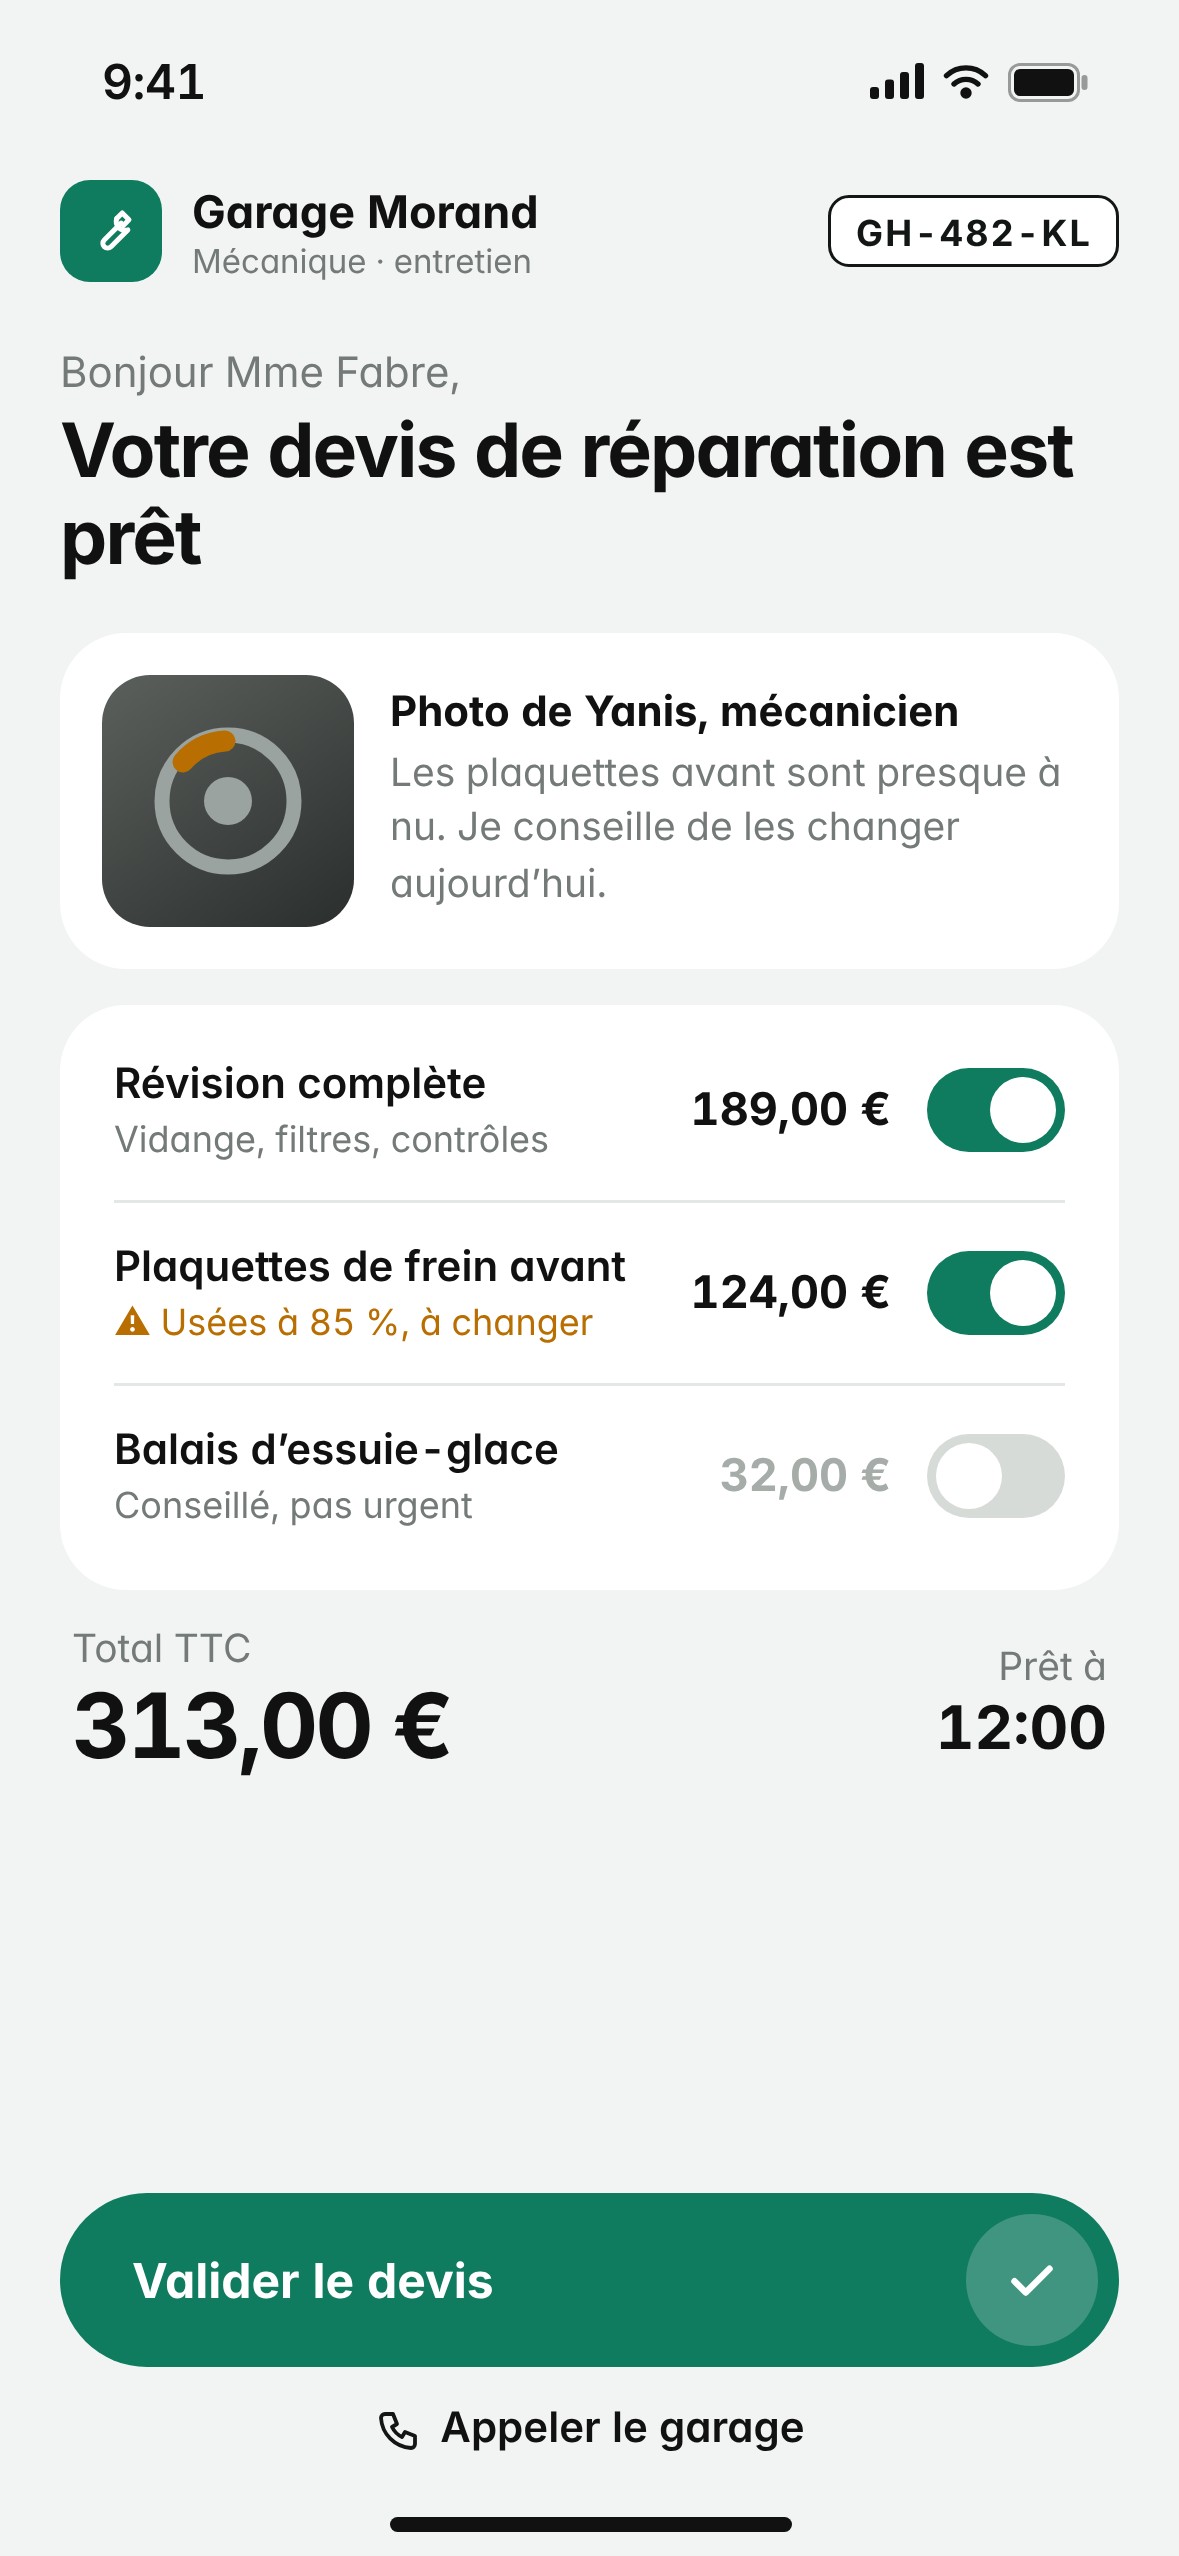 9:41
Garage Morand
Mécanique · entretien
GH-482-KL
Bonjour Mme Fabre,
Votre devis de réparation est
prêt
Photo de Yanis, mécanicien
Les plaquettes avant sont presque à
nu. Je conseille de les changer
aujourd’hui.
Révision complète
Vidange, filtres, contrôles
189,00 €
Plaquettes de frein avant
Usées à 85 %, à changer
124,00 €
Balais d’essuie-glace
Conseillé, pas urgent
32,00 €
Total TTC
313,00 €
Prêt à
12:00
Valider le devis
Appeler le garage